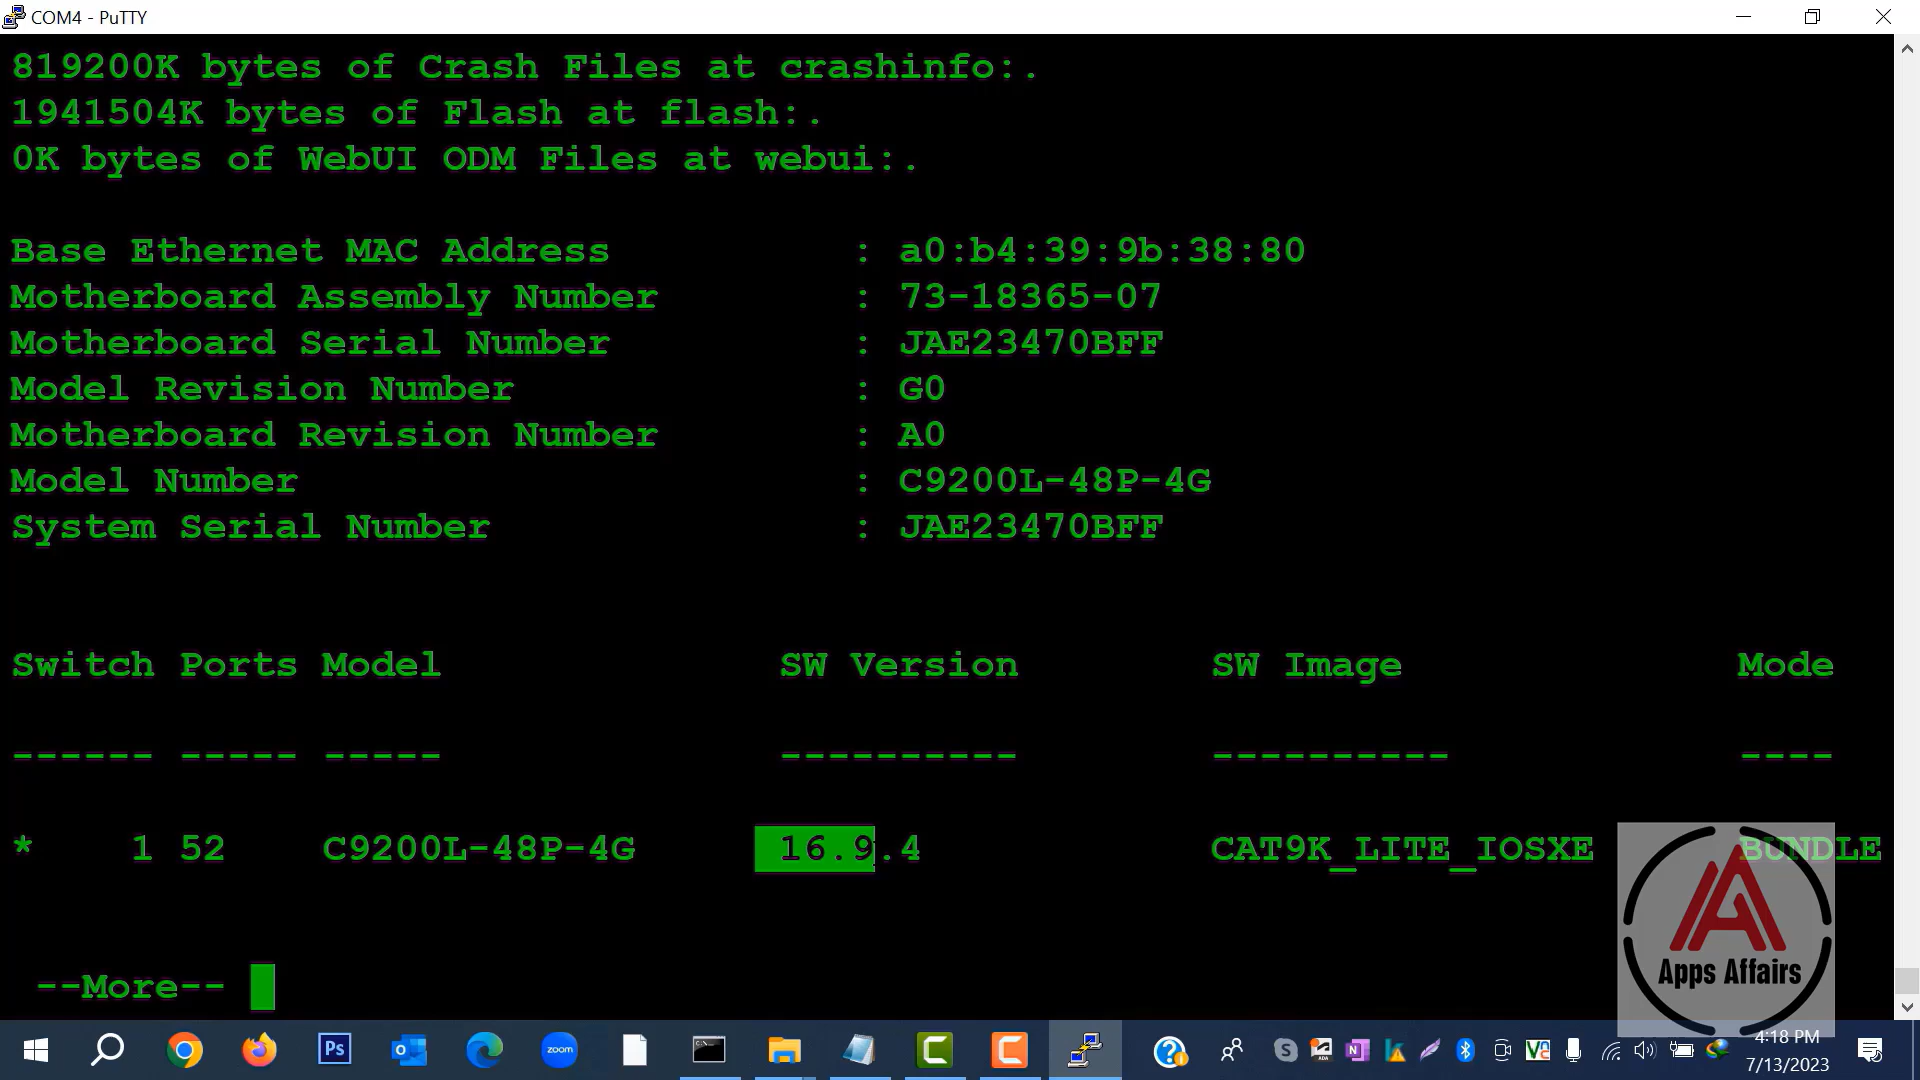 COM4 - PuTTY
819200K bytes of Crash Files at crashinfo:.
1941504K bytes of Flash at flash:.
0K bytes of WebUI ODM Files at webui:.
Base Ethernet MAC Address : a0:b4:39:9b:38:80
Motherboard Assembly Number : 73-18365-07
Motherboard Serial Number : JAE23470BFF
Model Revision Number : G0
Motherboard Revision Number : A0
Model Number : C9200L-48P-4G
System Serial Number : JAE23470BFF
Switch Ports Model SW Version SW Image Mode
------ ----- ----- ---------- ---------- ----
* 1 52 C9200L-48P-4G 16.9.4 CAT9K_LITE_IOSXE BUNDLE
--More--
Apps Affairs
Ps
zoom
4:18 PM
7/13/2023